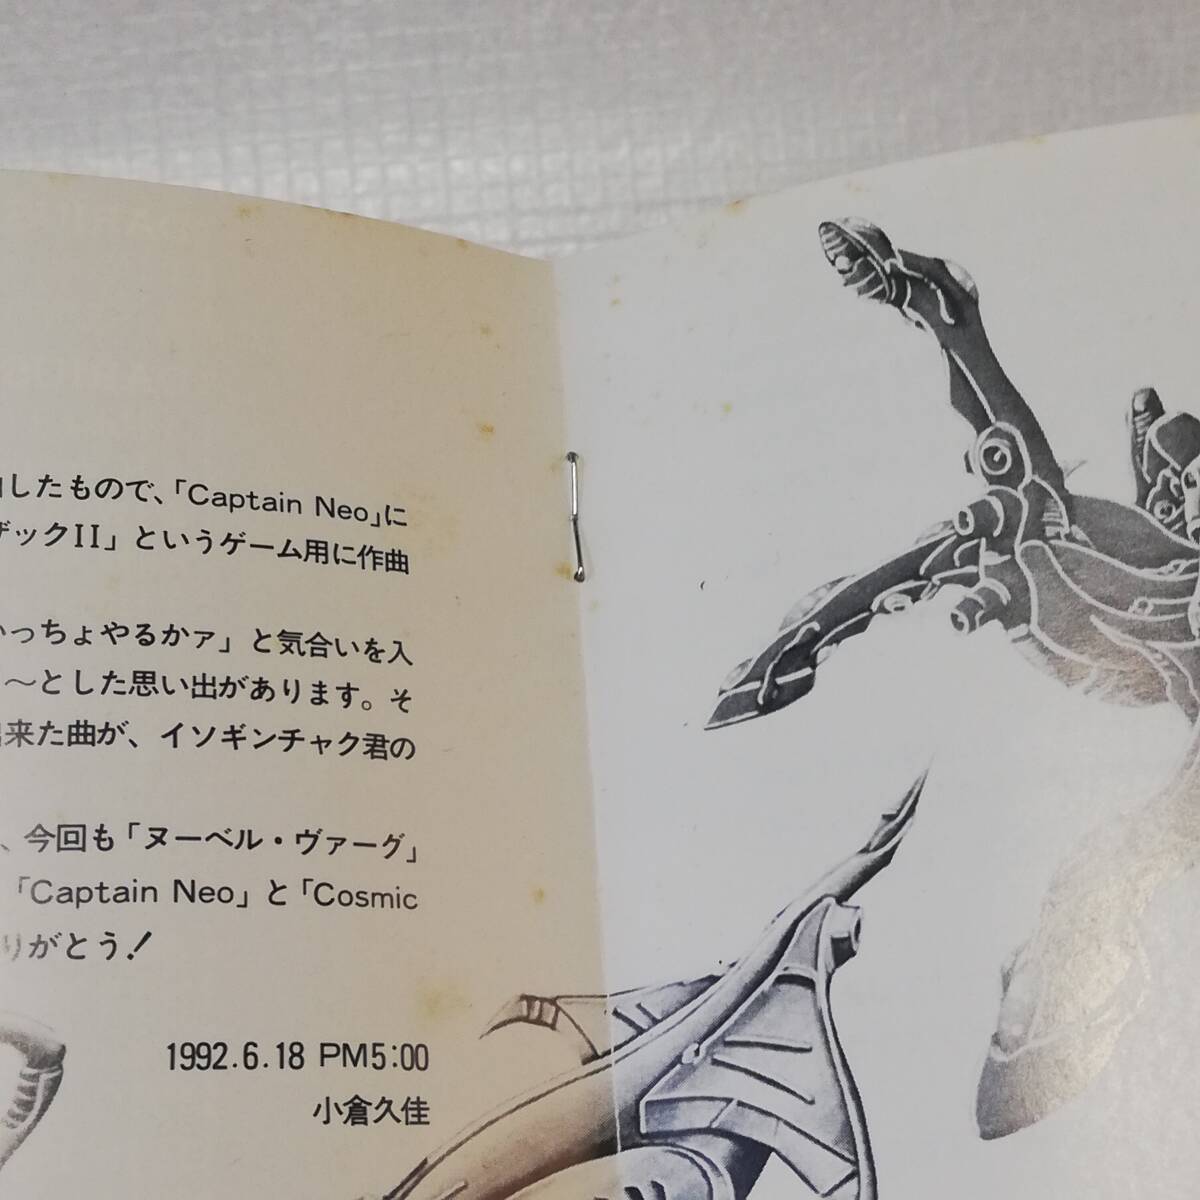 したもので、「Captain Neo」に
ザックII」というゲーム用に作曲
いっちょやるかァ」と気合いを入
～とした思い出があります。そ
来た曲が、イソギンチャク君の
、今回も「ヌーベル・ヴァーグ」
「Captain Neo」と「Cosmic
りがとう！
1992.6.18 PM5:00
小倉久佳